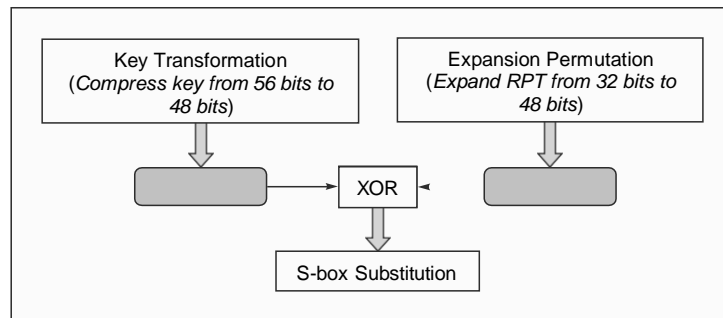 Key Transformation
(Compress key from 56 bits to
48 bits)
Expansion Permutation
(Expand RPT from 32 bits to
48 bits)
XOR
S-box Substitution